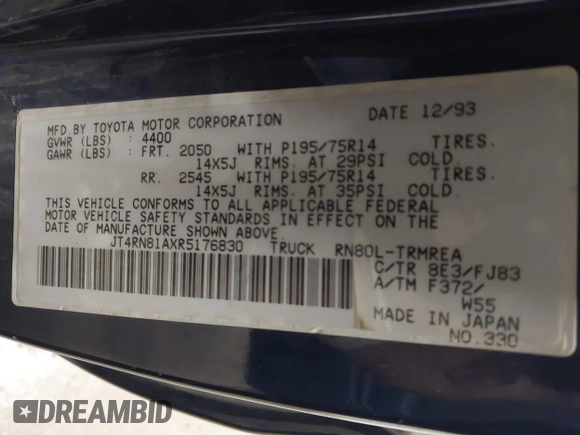 MFD.BY TOYOTA MOTOR CORPORATION DATE 12/93
GVWR (LBS) : 4400
GAWR (LBS) : FRT. 2050 WITH P195/75R14 TIRES.
14X5J RIMS. AT 29PSI COLD.
RR. 2545 WITH P195/75R14 TIRES.
14X5J RIMS. AT 35PSI COLD.
THIS VEHICLE CONFORMS TO ALL APPLICABLE FEDERAL
MOTOR VEHICLE SAFETY STANDARDS IN EFFECT ON THE
DATE OF MANUFACTURE SHOWN ABOVE.
JT4RN81AXR5176830 TRUCK RN80L-TRMREA
C/TR 8E3/FJ83
A/TM F372/
W55
MADE IN JAPAN
NO.330
DREAMBID